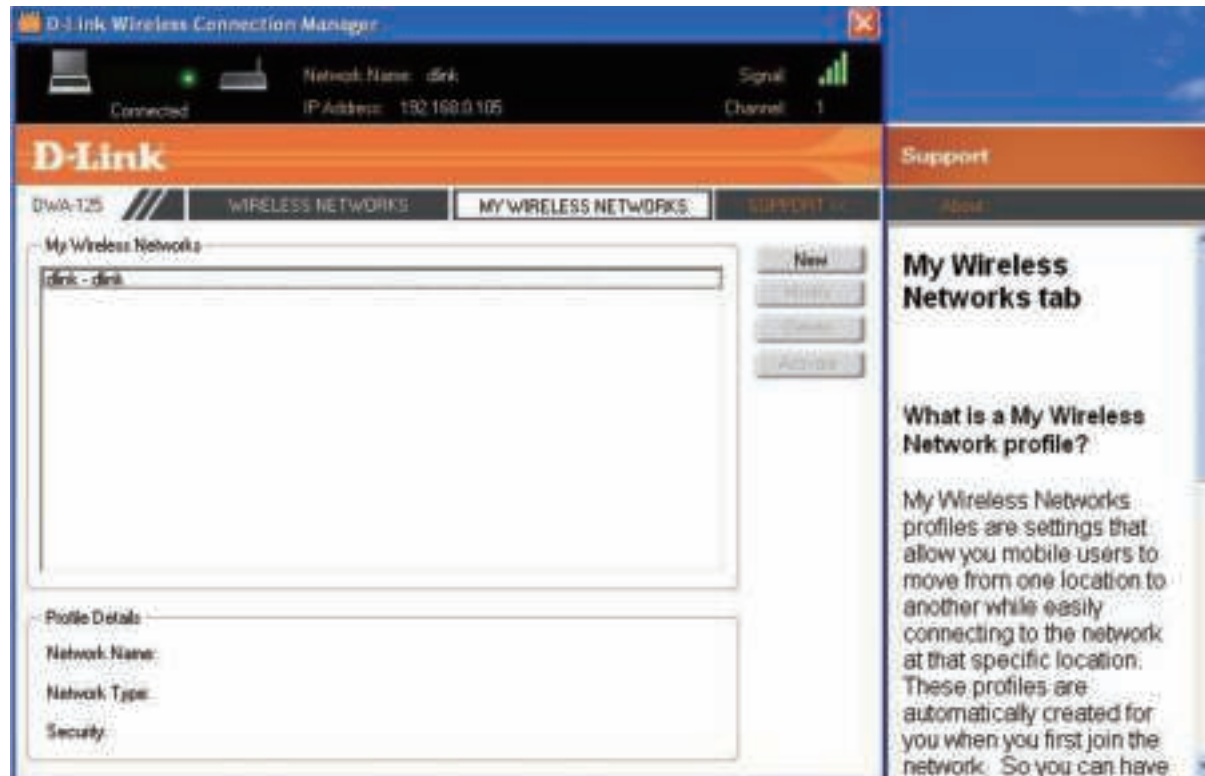 D-Link Wireless Connection Manager
Connected
Network Name: dlink
IP Address: 192.168.0.105
Signal:
Channel: 1
D-Link
DWA-125
WIRELESS NETWORKS
MY WIRELESS NETWORKS
SUPPORT <<
My Wireless Networks
dlink - dlink
New
Modify
Delete
Activate
Profile Details
Network Name:
Network Type:
Security:
Support
About
My Wireless
Networks tab
What is a My Wireless
Network profile?
My Wireless Networks
profiles are settings that
allow you mobile users to
move from one location to
another while easily
connecting to the network
at that specific location.
These profiles are
automatically created for
you when you first join the
network. So you can have